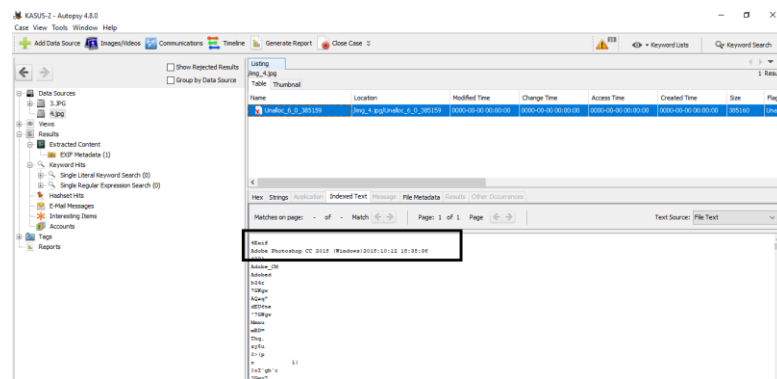 KASUS-2 - Autopsy 4.8.0
Case View Tools Window Help
Add Data Source Images/Videos Communications Timeline Generate Report Close Case Keyword Lists Keyword Search
Show Rejected Results
Group by Data Source
Data Sources
3.JPG
4.jpg
Views
Results
Extracted Content
EXIF Metadata (1)
Keyword Hits
Single Literal Keyword Search (0)
Single Regular Expression Search (0)
Hashset Hits
E-Mail Messages
Interesting Items
Accounts
Tags
Reports
Listing
/img_4.jpg
1 Resu
Table Thumbnail
Name Location Modified Time Change Time Access Time Created Time Size Flag
Unalloc_6_0_385159 /img_4.jpg/Unalloc_6_0_385159 0000-00-00 00:00:00 0000-00-00 00:00:00 0000-00-00 00:00:00 0000-00-00 00:00:00 385160 Una
Hex Strings Application Indexed Text Message File Metadata Results Other Occurrences
Matches on page: - of - Match Page: 1 of 1 Page Text Source: File Text
Adobe Photoshop CC 2015 (Windows)2018:10:12 18:38:36
Adobe_CM